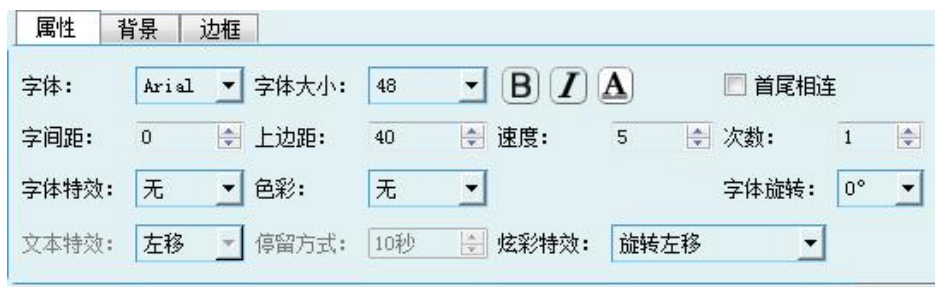 属性 背景 边框
字体： Arial 字体大小： 48 B I A 首尾相连
字间距： 0 上边距： 40 速度： 5 次数： 1
字体特效： 无 色彩： 无 字体旋转： 0°
文本特效： 左移 停留方式： 10秒 炫彩特效： 旋转左移